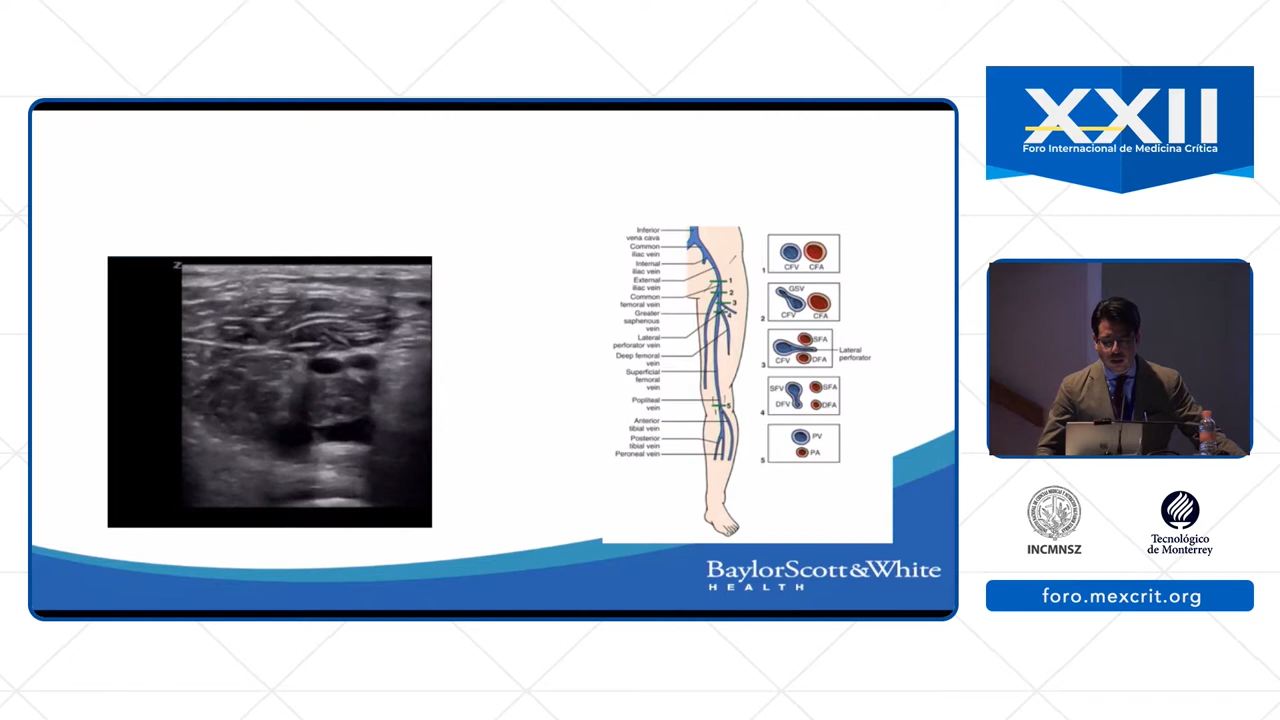 Z
Inferior
vena cava
Common
iliac vein
Internal
iliac vein
External
iliac vein
Common
femoral vein
Greater
saphenous
vein
Lateral
perforator vein
Deep femoral
vein
Superficial
femoral
vein
Popliteal
vein
Anterior
tibial vein
Posterior
tibial vein
Peroneal vein
1
2
3
4
5
CFV CFA
1
GSV
CFV CFA
2
SFA
CFV DFA
Lateral
perforator
3
SFV SFA
DFV DFA
4
PV
PA
5
BaylorScott&White
HEALTH
XXII
Foro Internacional de Medicina Crítica
INCMNSZ
Tecnológico
de Monterrey
foro.mexcrit.org